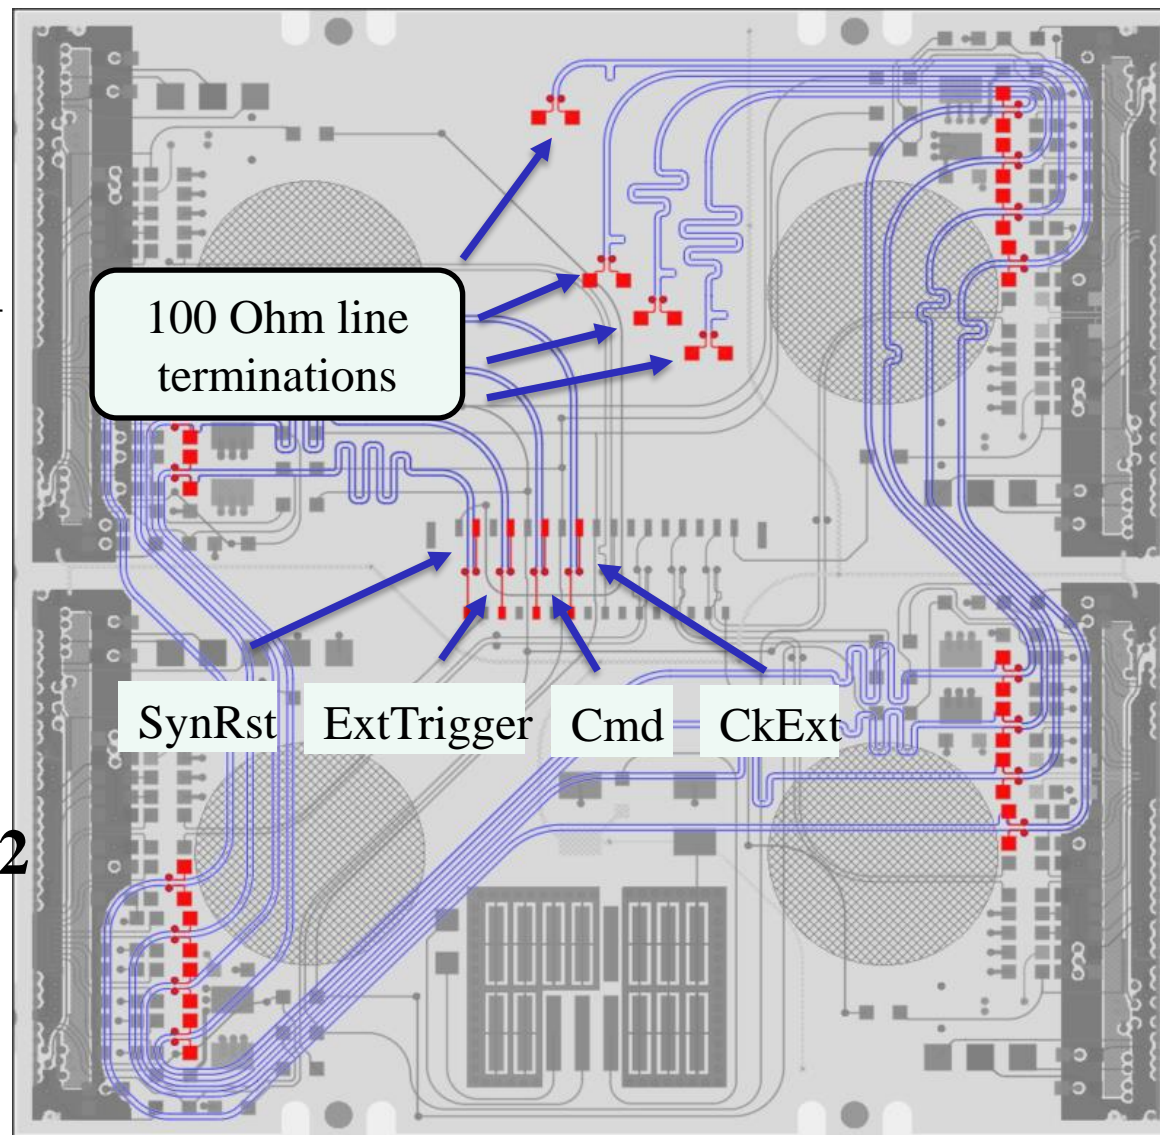 100 Ohm line
terminations
SynRst
ExtTrigger
Cmd
CkExt
2